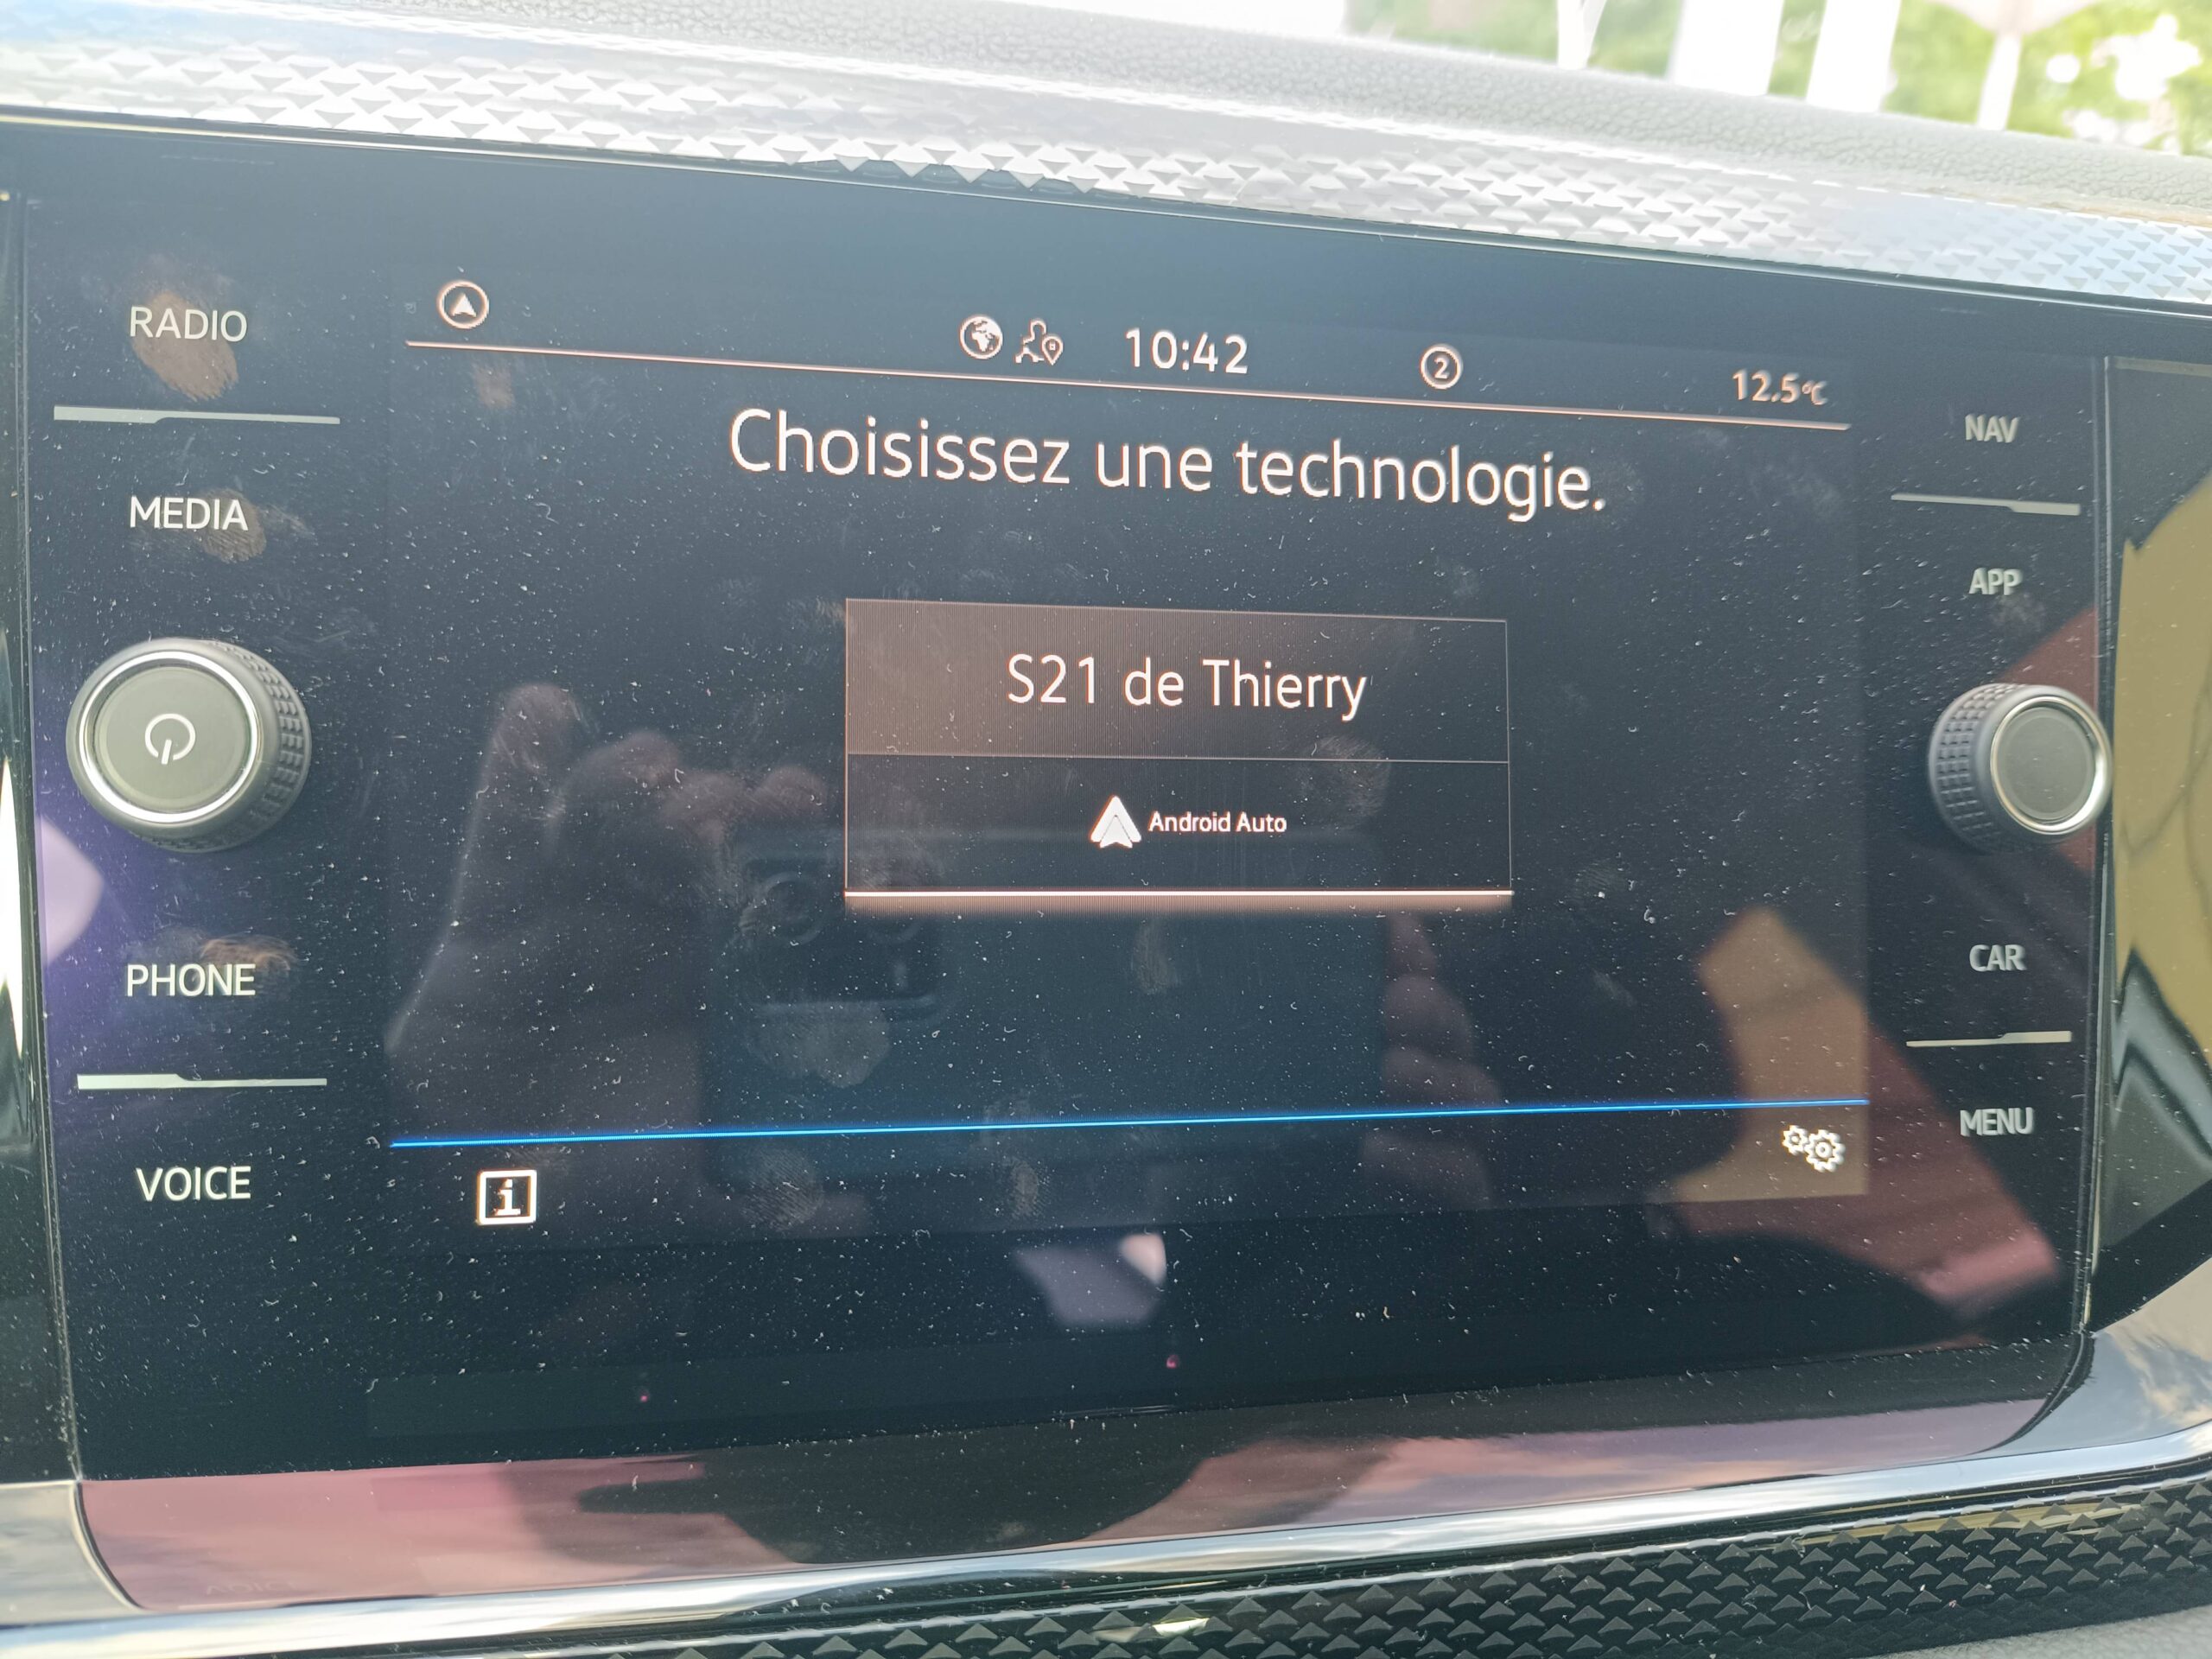 RADIO
MEDIA
PHONE
VOICE
10:42
2
12.5°C
Choisissez une technologie.
S21 de Thierry
Android Auto
i
NAV
APP
CAR
MENU